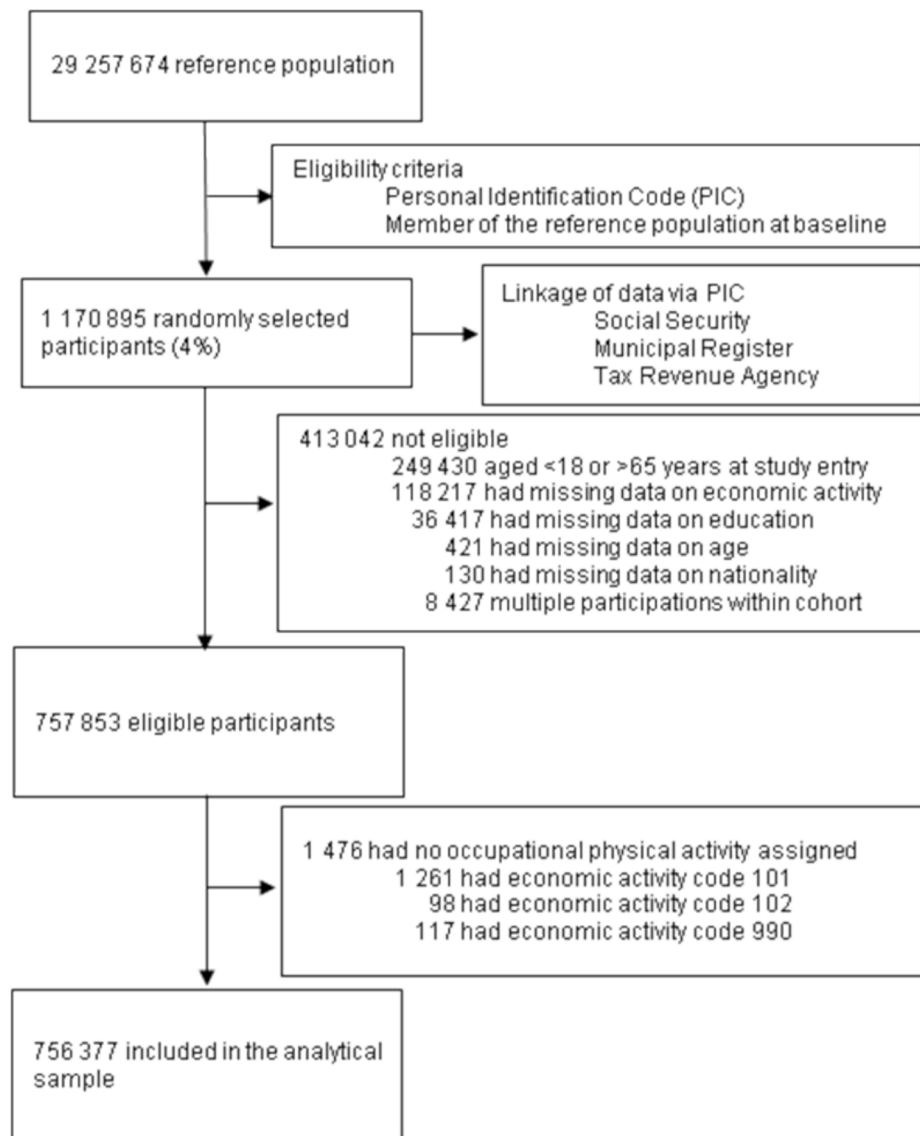 29 257 674 reference population
Eligibility criteria
Personal Identification Code (PIC)
Member of the reference population at baseline
1 170 895 randomly selected
participants (4%)
Linkage of data via PIC
Social Security
Municipal Register
Tax Revenue Agency
413 042 not eligible
249 430 aged <18 or >65 years at study entry
118 217 had missing data on economic activity
36 417 had missing data on education
421 had missing data on age
130 had missing data on nationality
8 427 multiple participations within cohort
757 853 eligible participants
1 476 had no occupational physical activity assigned
1 261 had economic activity code 101
98 had economic activity code 102
117 had economic activity code 990
756 377 included in the analytical
sample